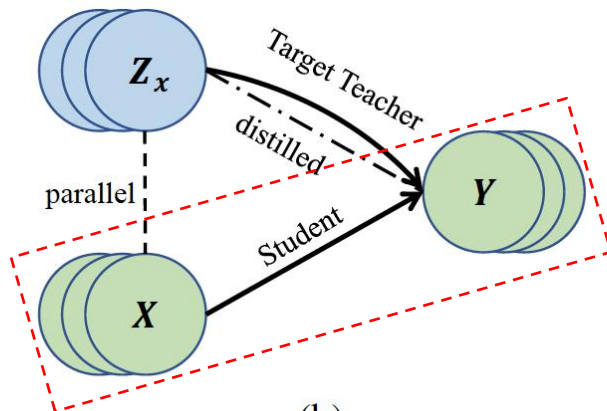 Z_x
Target Teacher
distilled
parallel
Y
Student
X
(b)